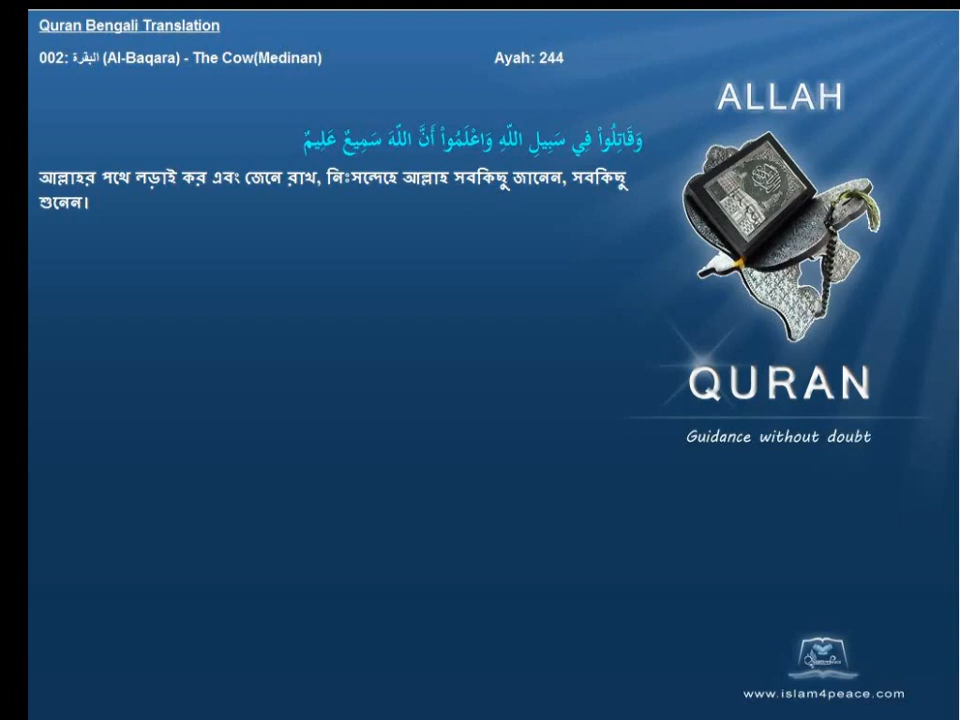 Quran Bengali Translation
002: البقرة (Al-Baqara) - The Cow(Medinan) Ayah: 244
ALLAH
وَقَاتِلُواْ فِي سَبِيلِ اللّهِ وَاعْلَمُواْ أَنَّ اللّهَ سَمِيعٌ عَلِيمٌ
আল্লাহর পথে লড়াই কর এবং জেনে রাখ, নিঃসন্দেহে আল্লাহ সবকিছু জানেন, সবকিছু
শুনেন।
QURAN
Guidance without doubt
www.islam4peace.com